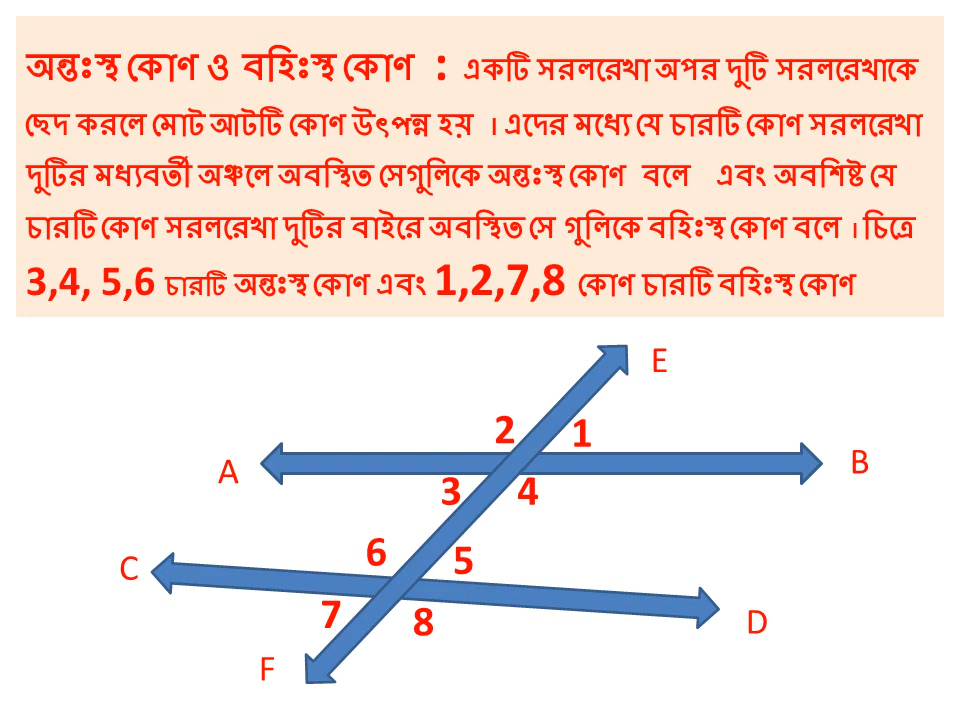 অন্তঃস্থ কোণ ও বহিঃস্থ কোণ : একটি সরলরেখা অপর দুটি সরলরেখাকে
ছেদ করলে মোট আটটি কোণ উৎপন্ন হয় । এদের মধ্যে যে চারটি কোণ সরলরেখা
দুটির মধ্যবর্তী অঞ্চলে অবস্থিত সেগুলিকে অন্তঃস্থ কোণ বলে এবং অবশিষ্ট যে
চারটি কোণ সরলরেখা দুটির বাইরে অবস্থিত সে গুলিকে বহিঃস্থ কোণ বলে । চিত্রে
3,4, 5,6 চারটি অন্তঃস্থ কোণ এবং 1,2,7,8 কোণ চারটি বহিঃস্থ কোণ
E
2 1
A B
3 4
6 5
C
7 8
D
F